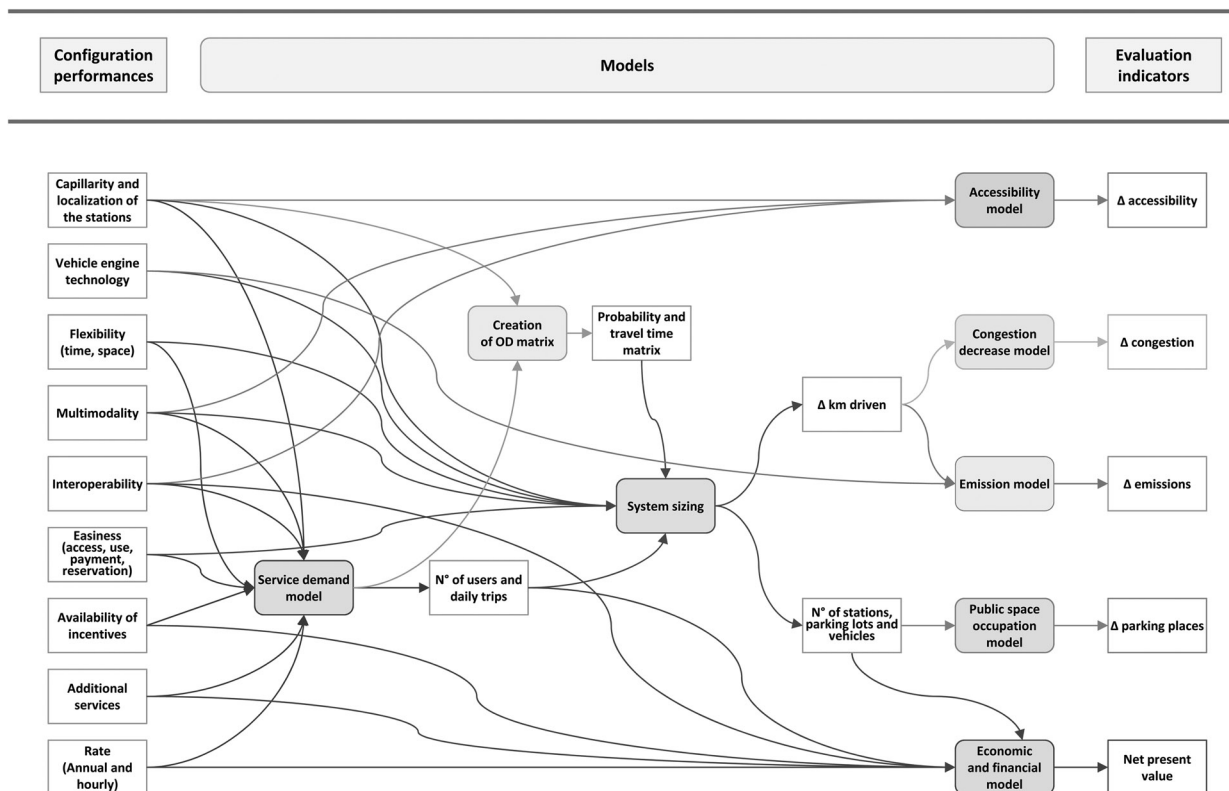 Configuration
performances
Models
Evaluation
indicators
Capillarity and
localization of
the stations
Accessibility
model
Δ accessibility
Vehicle engine
technology
Flexibility
(time, space)
Creation
of OD matrix
Probability and
travel time
matrix
Congestion
decrease model
Δ congestion
Multimodality
Δ km driven
Interoperability
System sizing
Emission model
Δ emissions
Easiness
(access, use,
payment,
reservation)
Service demand
model
N° of users and
daily trips
Availability of
incentives
N° of stations,
parking lots and
vehicles
Public space
occupation
model
Δ parking places
Additional
services
Rate
(Annual and
hourly)
Economic
and financial
model
Net present
value